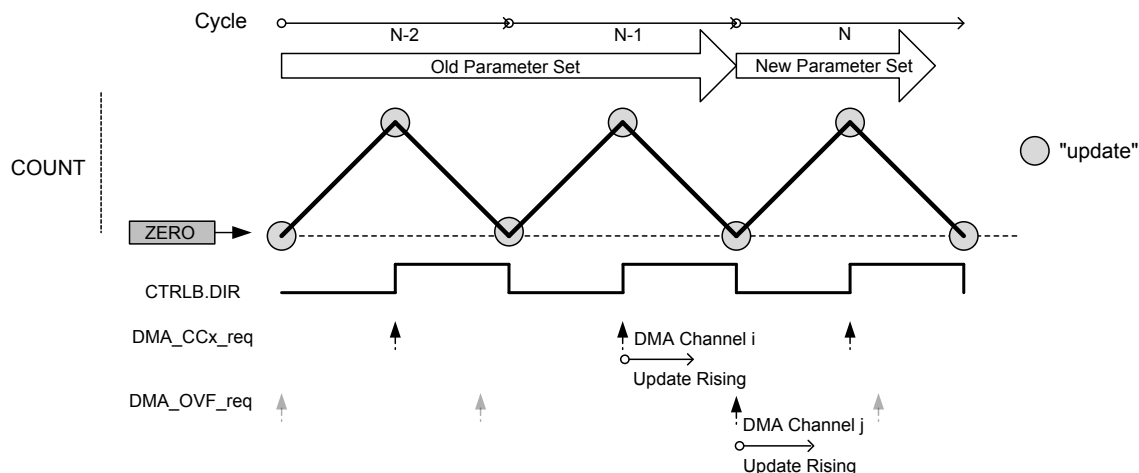 Cycle
N-2
N-1
N
Old Parameter Set
New Parameter Set
COUNT
"update"
ZERO
CTRLB.DIR
DMA_CCx_req
DMA Channel i
Update Rising
DMA_OVF_req
DMA Channel j
Update Rising